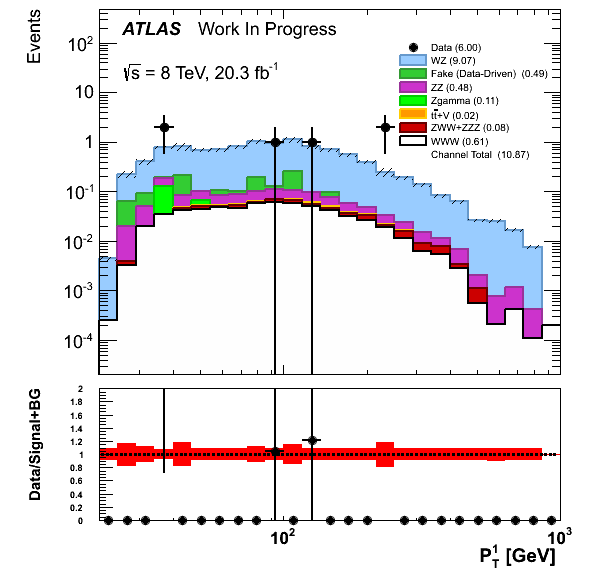 Events
ATLAS Work In Progress
√s = 8 TeV, 20.3 fb⁻¹
Data (6.00)
WZ (9.07)
Fake (Data-Driven) (0.49)
ZZ (0.48)
Zgamma (0.11)
tt̄+V (0.02)
ZWW+ZZZ (0.08)
WWW (0.61)
Channel Total (10.87)
10²
10
1
10⁻¹
10⁻²
10⁻³
10⁻⁴
Data/Signal+BG
2
1.8
1.6
1.4
1.2
1
0.8
0.6
0.4
0.2
0
10²
10³
P¹_T [GeV]